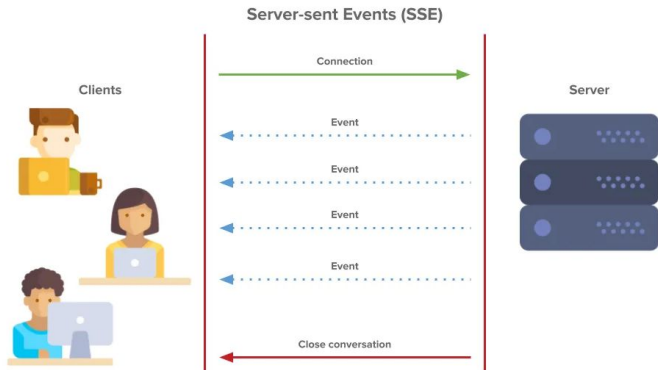 Server-sent Events (SSE)
Connection
Clients
Server
Event
Event
Event
Event
Close conversation